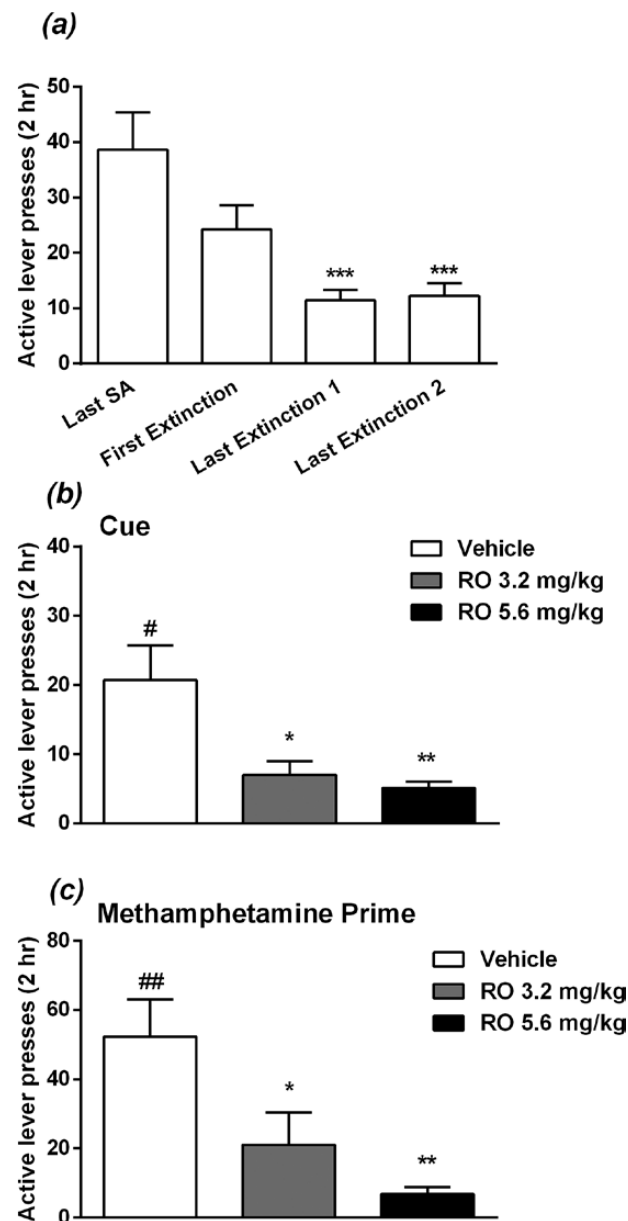 (a)
Active lever presses (2 hr)
50
40
30
20
10
0
***
***
Last SA
First Extinction
Last Extinction 1
Last Extinction 2
(b)
Cue
Active lever presses (2 hr)
40
30
20
10
0
#
*
**
Vehicle
RO 3.2 mg/kg
RO 5.6 mg/kg
(c)
Methamphetamine Prime
Active lever presses (2 hr)
80
60
40
20
0
##
*
**
Vehicle
RO 3.2 mg/kg
RO 5.6 mg/kg